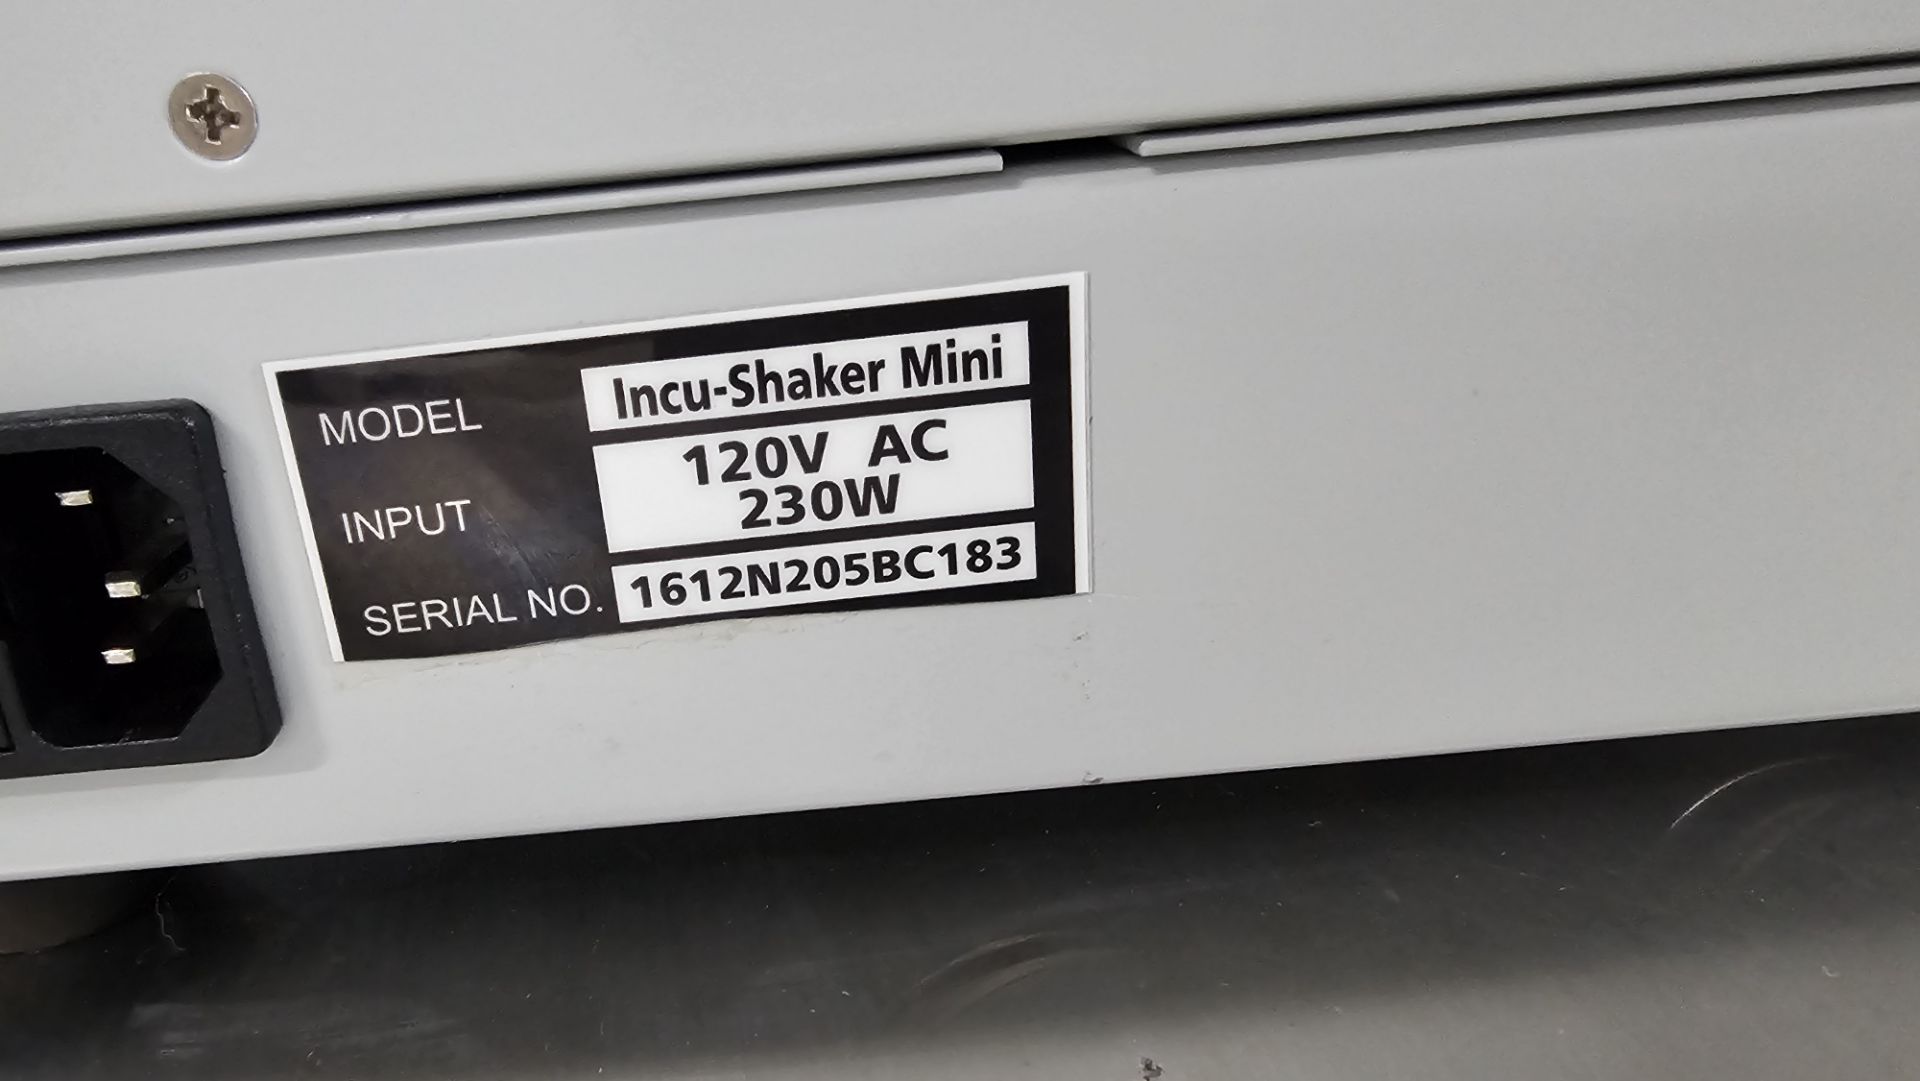 MODEL Incu-Shaker Mini
INPUT 120V AC
230W
SERIAL NO. 1612N205BC183